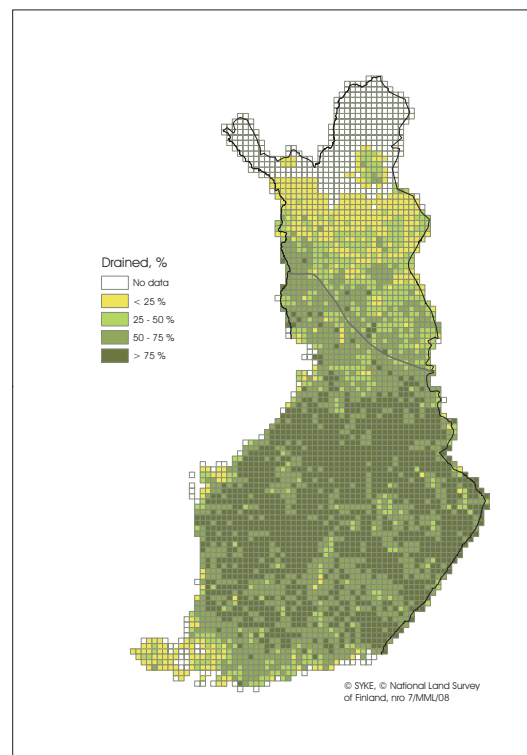 Drained, %
No data
< 25 %
25 - 50 %
50 - 75 %
> 75 %
© SYKE, © National Land Survey
of Finland, nro 7/MML/08